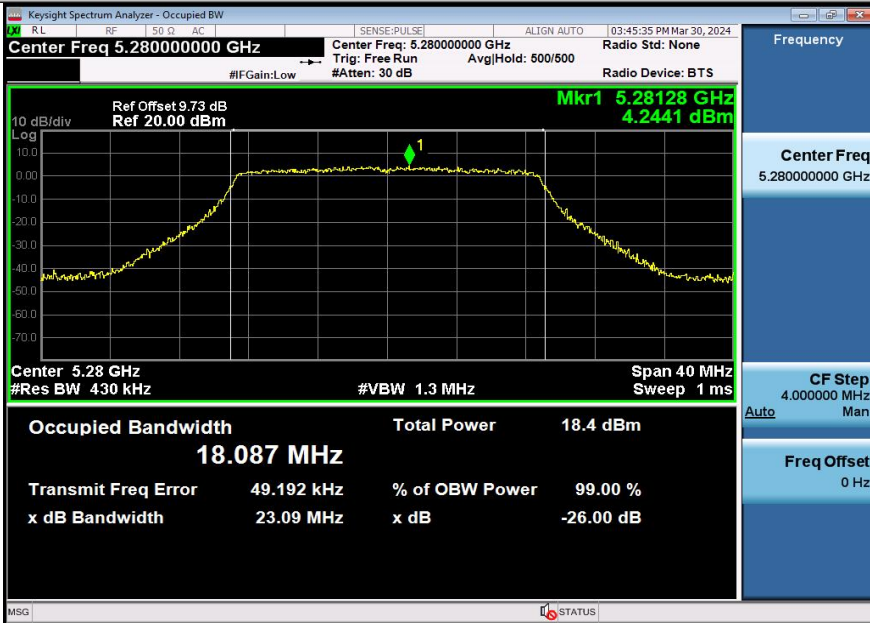 Keysight Spectrum Analyzer - Occupied BW
LXI RL RF 50 Ω AC SENSE:PULSE ALIGN AUTO 03:45:35 PM Mar 30, 2024
Center Freq 5.280000000 GHz
Center Freq: 5.280000000 GHz
Radio Std: None
Trig: Free Run Avg|Hold: 500/500
#IFGain:Low #Atten: 30 dB Radio Device: BTS
Ref Offset 9.73 dB
Mkr1 5.28128 GHz
10 dB/div Ref 20.00 dBm 4.2441 dBm
Log
10.0
1
0.00
-10.0
-20.0
-30.0
-40.0
-50.0
-60.0
-70.0
Center 5.28 GHz Span 40 MHz
#Res BW 430 kHz #VBW 1.3 MHz Sweep 1 ms
Occupied Bandwidth Total Power 18.4 dBm
18.087 MHz
Transmit Freq Error 49.192 kHz % of OBW Power 99.00 %
x dB Bandwidth 23.09 MHz x dB -26.00 dB
MSG STATUS
Frequency
Center Freq
5.280000000 GHz
CF Step
4.000000 MHz
Auto Man
Freq Offset
0 Hz